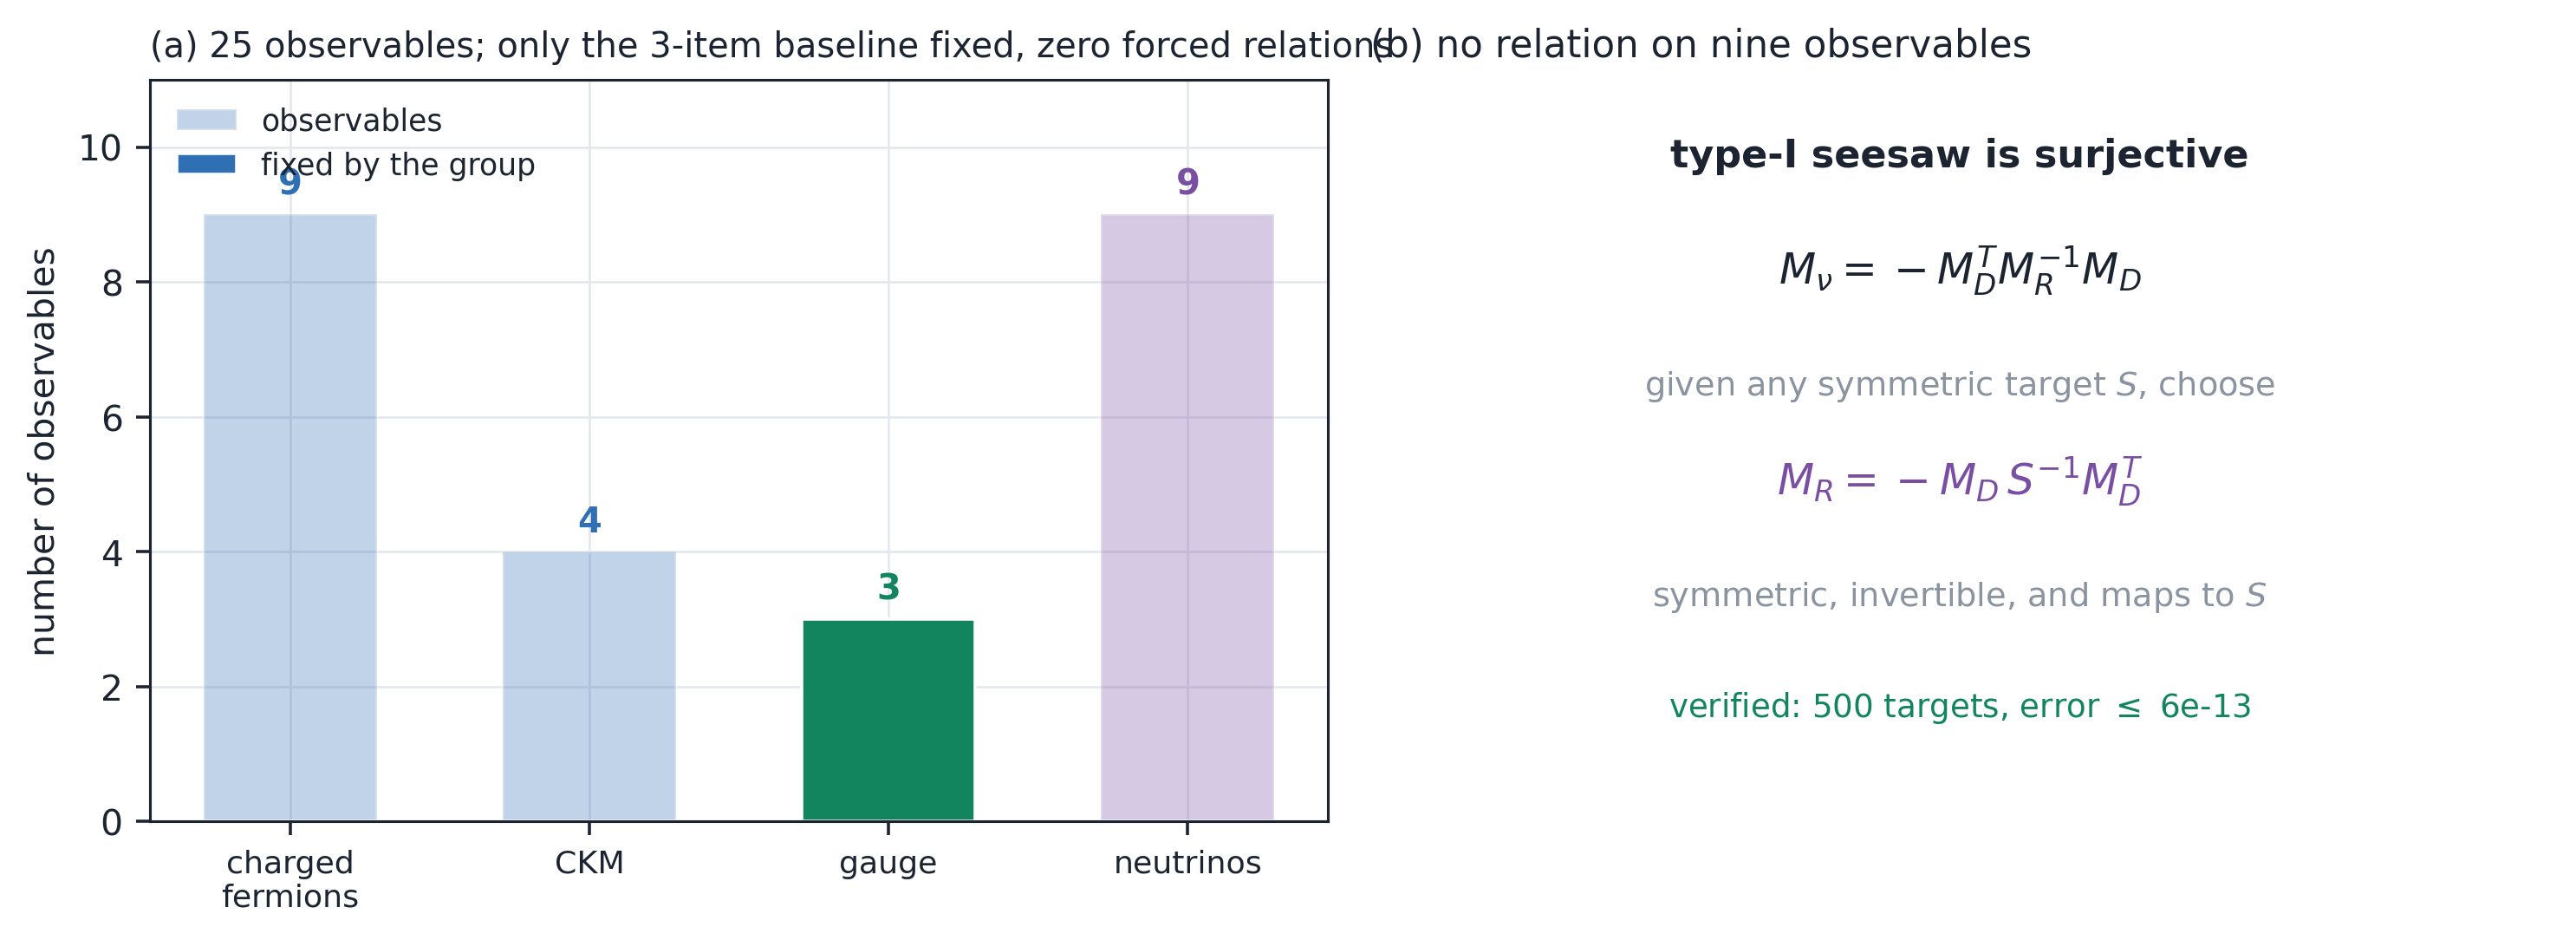 (a) 25 observables; only the 3-item baseline fixed, zero forced relations
(b) no relation on nine observables
observables
fixed by the group
number of observables
10
8
6
4
2
0
9
4
3
9
charged
fermions
CKM
gauge
neutrinos
type-I seesaw is surjective
M_ν = −M_D^T M_R^{−1} M_D
given any symmetric target S, choose
M_R = −M_D S^{−1} M_D^T
symmetric, invertible, and maps to S
verified: 500 targets, error ≤ 6e-13